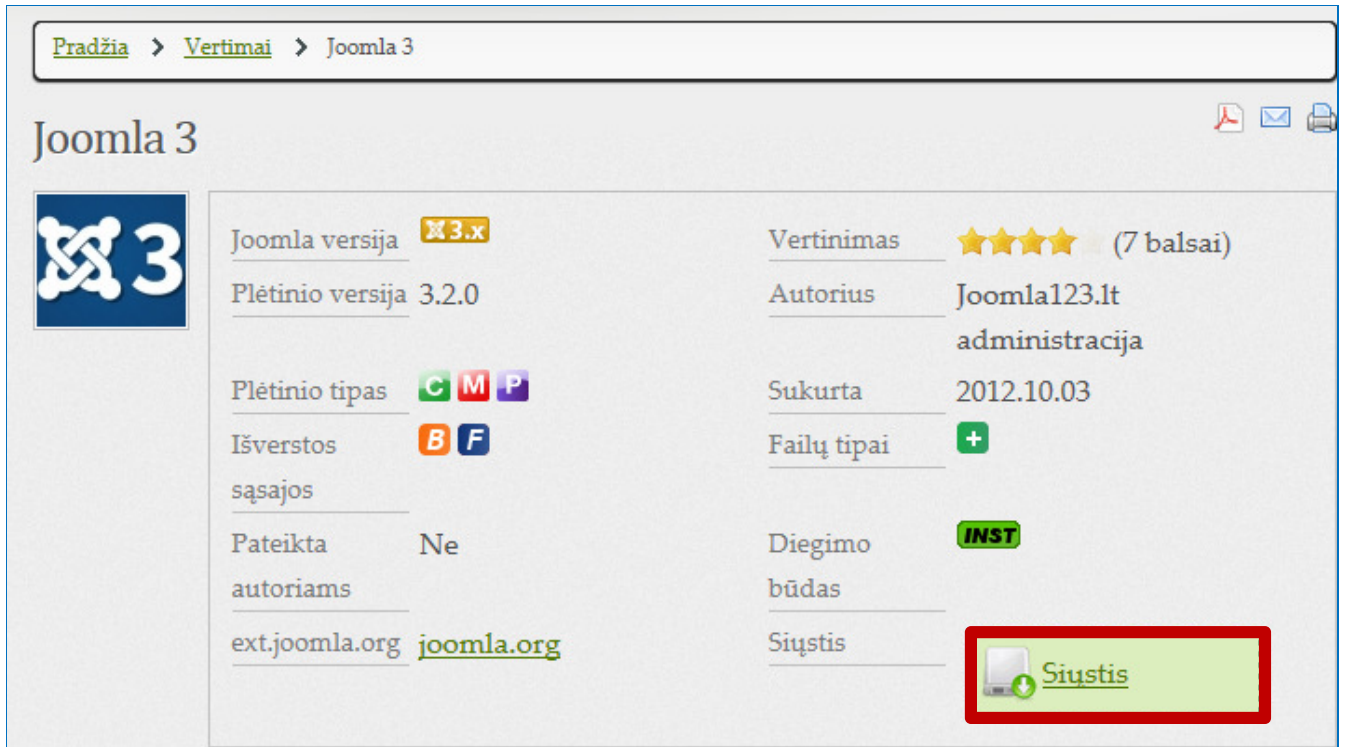 Pradžia > Vertimai > Joomla 3
Joomla 3
3
Joomla versija 3.x
Vertinimas (7 balsai)
Plėtinio versija 3.2.0
Autorius Joomla123.lt
administracija
Plėtinio tipas C M P
Sukurta 2012.10.03
Išverstos B F
sąsajos
Failų tipai +
Pateikta Ne
autoriams
Diegimo INST
būdas
ext.joomla.org joomla.org
Siųstis Siųstis